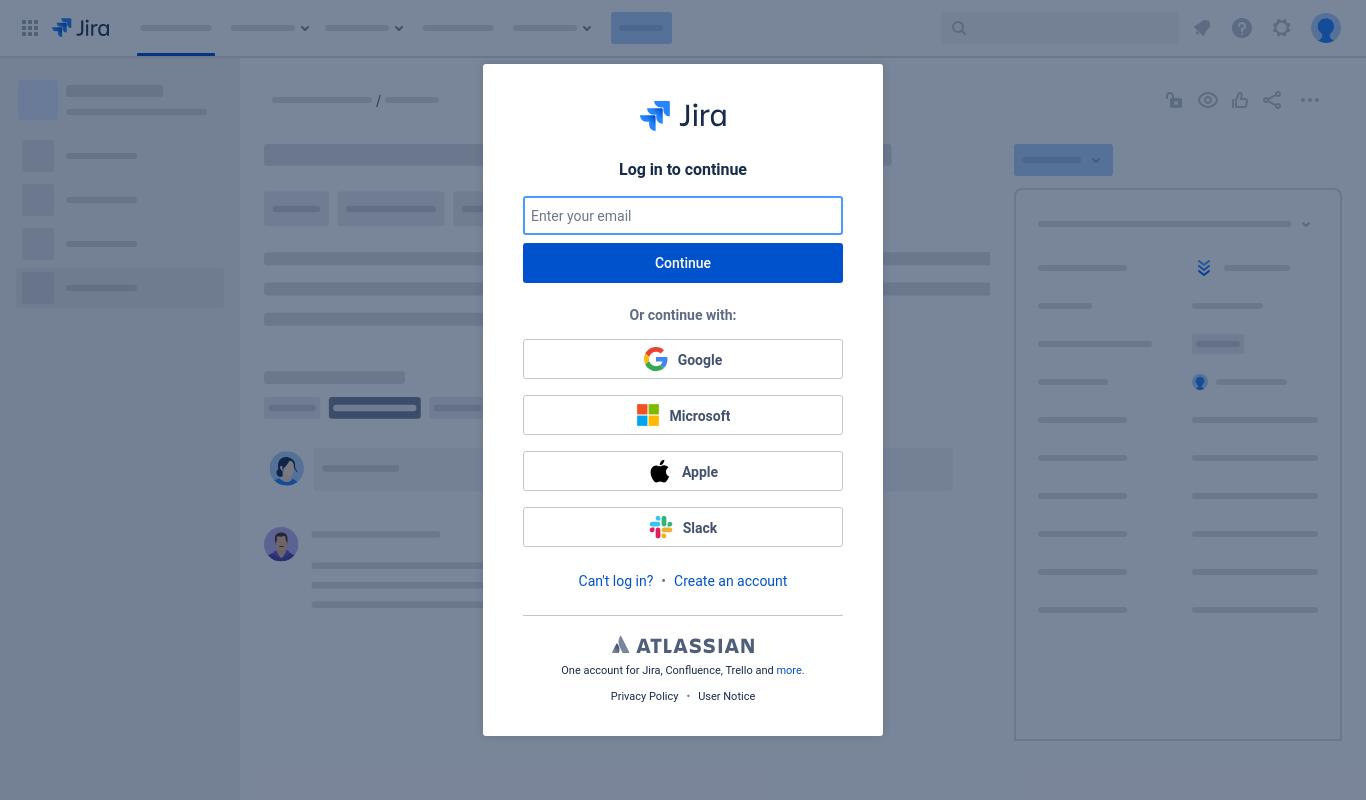 Jira
/
Jira
Log in to continue
Enter your email
Continue
Or continue with:
Google
Microsoft
Apple
Slack
Can't log in? • Create an account
ATLASSIAN
One account for Jira, Confluence, Trello and more.
Privacy Policy • User Notice